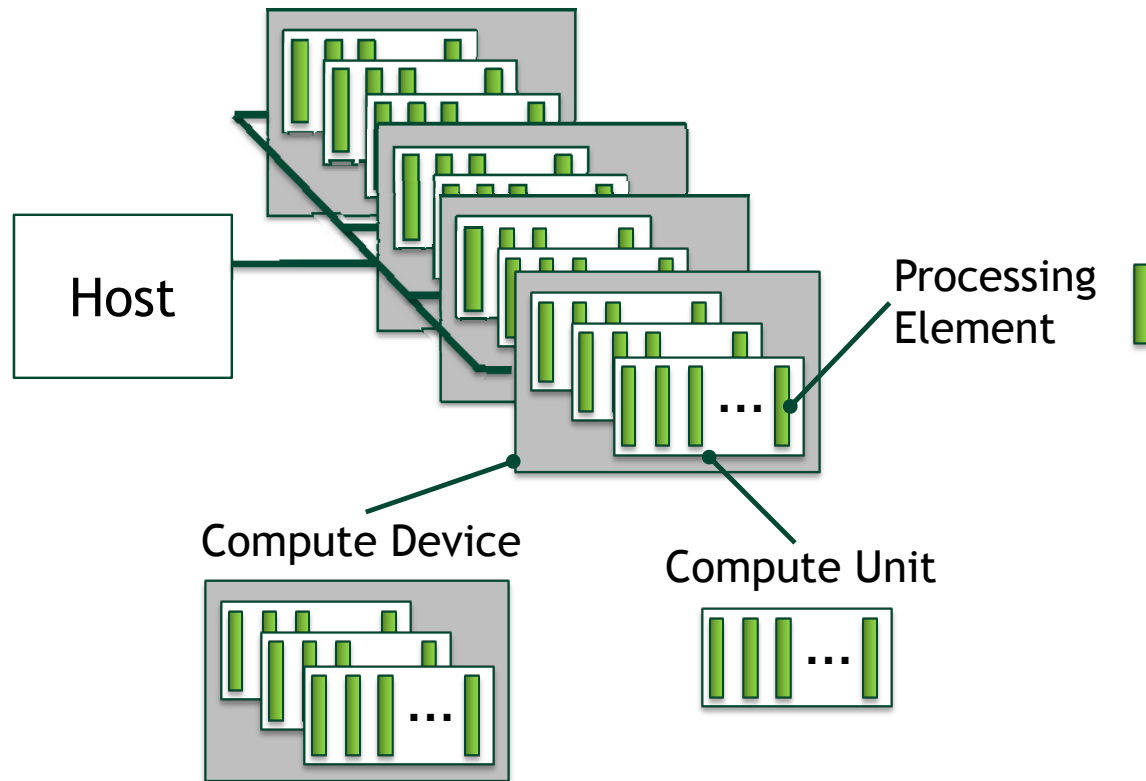 Host
Processing
Element
...
Compute Device
Compute Unit
...
...